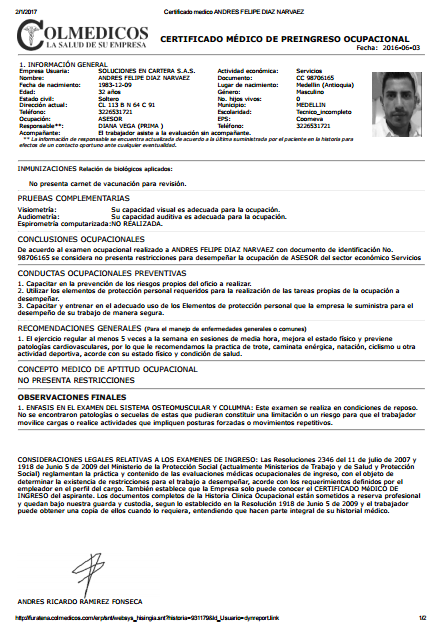 2/1/2017 Certificado medico ANDRES FELIPE DIAZ NARVAEZ
COLMEDICOS
LA SALUD DE SU EMPRESA
CERTIFICADO MÉDICO DE PREINGRESO OCUPACIONAL
Fecha: 2016-06-03
1. INFORMACIÓN GENERAL
Empresa Usuaria: SOLUCIONES EN CARTERA S.A.S. Actividad económica: Servicios
Nombre: ANDRES FELIPE DIAZ NARVAEZ Documento: CC 98706165
Fecha de nacimiento: 1983-12-09 Lugar de nacimiento: Medellin (Antioquia)
Edad: 32 años Género: Masculino
Estado civil: Soltero No. hijos vivos: 0
Dirección actual: CL 113 B N 64 C 91 Municipio: MEDELLIN
Teléfono: 3226531721 Escolaridad: Tecnico_incompleto
Ocupación: ASESOR EPS: Coomeva
Responsable**: DIANA VEGA (PRIMA ) Teléfono: 3226531721
Acompañante: El trabajador asiste a la evaluación sin acompañante.
** La información de responsable se encuentra actualizada de acuerdo a la última suministrada por el paciente en la historia para
efectos de un contacto oportuno ante cualquier eventualidad.
INMUNIZACIONES Relación de biológicos aplicados:
No presenta carnet de vacunación para revisión.
PRUEBAS COMPLEMENTARIAS
Visiometría: Su capacidad visual es adecuada para la ocupación.
Audiometría: Su capacidad auditiva es adecuada para la ocupación.
Espirometría computarizada: NO REALIZADA.
CONCLUSIONES OCUPACIONALES
De acuerdo al examen ocupacional realizado a ANDRES FELIPE DIAZ NARVAEZ con documento de identificación No.
98706165 se considera no presenta restricciones para desempeñar la ocupación de ASESOR del sector económico Servicios
CONDUCTAS OCUPACIONALES PREVENTIVAS
1. Capacitar en la prevención de los riesgos propios del oficio a realizar.
2. Utilizar los elementos de protección personal requeridos para la realización de las tareas propias de la ocupación a
desempeñar.
3. Capacitar y entrenar en el adecuado uso de los Elementos de protección personal que la empresa le suministra para el
desempeño de su trabajo de manera segura.
RECOMENDACIONES GENERALES (Para el manejo de enfermedades generales o comunes)
1. El ejercicio regular al menos 5 veces a la semana en sesiones de media hora, mejora el estado físico y previene
patologías cardiovasculares, por lo que le recomendamos la practica de trote, caminata enérgica, natación, ciclismo u otra
actividad deportiva, acorde con su estado físico y condición de salud.
CONCEPTO MEDICO DE APTITUD OCUPACIONAL
NO PRESENTA RESTRICCIONES
OBSERVACIONES FINALES
1. ENFASIS EN EL EXAMEN DEL SISTEMA OSTEOMUSCULAR Y COLUMNA: Este examen se realiza en condiciones de reposo.
No se encontraron patologías o secuelas de estas que pudieran constituir una limitación o un riesgo para que el trabajador
movilice cargas o realice actividades que impliquen posturas forzadas o movimientos repetitivos.
CONSIDERACIONES LEGALES RELATIVAS A LOS EXAMENES DE INGRESO: Las Resoluciones 2346 del 11 de julio de 2007 y
1918 de Junio 5 de 2009 del Ministerio de la Protección Social (actualmente Ministerios de Trabajo y de Salud y Protección
Social) reglamentan la práctica y contenido de las evaluaciones médicas ocupacionales de ingreso, con el objeto de
determinar la existencia de restricciones para el trabajo a desempeñar, acorde con los requerimientos definidos por el
empleador en el perfil del cargo. También establece que la Empresa solo puede conocer el CERTIFICADO MéDICO DE
INGRESO del aspirante. Los documentos completos de la Historia Clínica Ocupacional están sometidos a reserva profesional
y quedan bajo nuestra guarda y custodia, segun lo establecido en la Resolución 1918 de Junio 5 de 2009 y el trabajador
puede obtener una copia de ellos cuando lo requiera, entendiendo que hacen parte integral de su historial médico.
ANDRES RICARDO RAMIREZ FONSECA
http://furatena.colmedicos.com/erp/snt/websys_hisingia.snt?historia=931179&Id_Usuario=dynreport.link 1/2